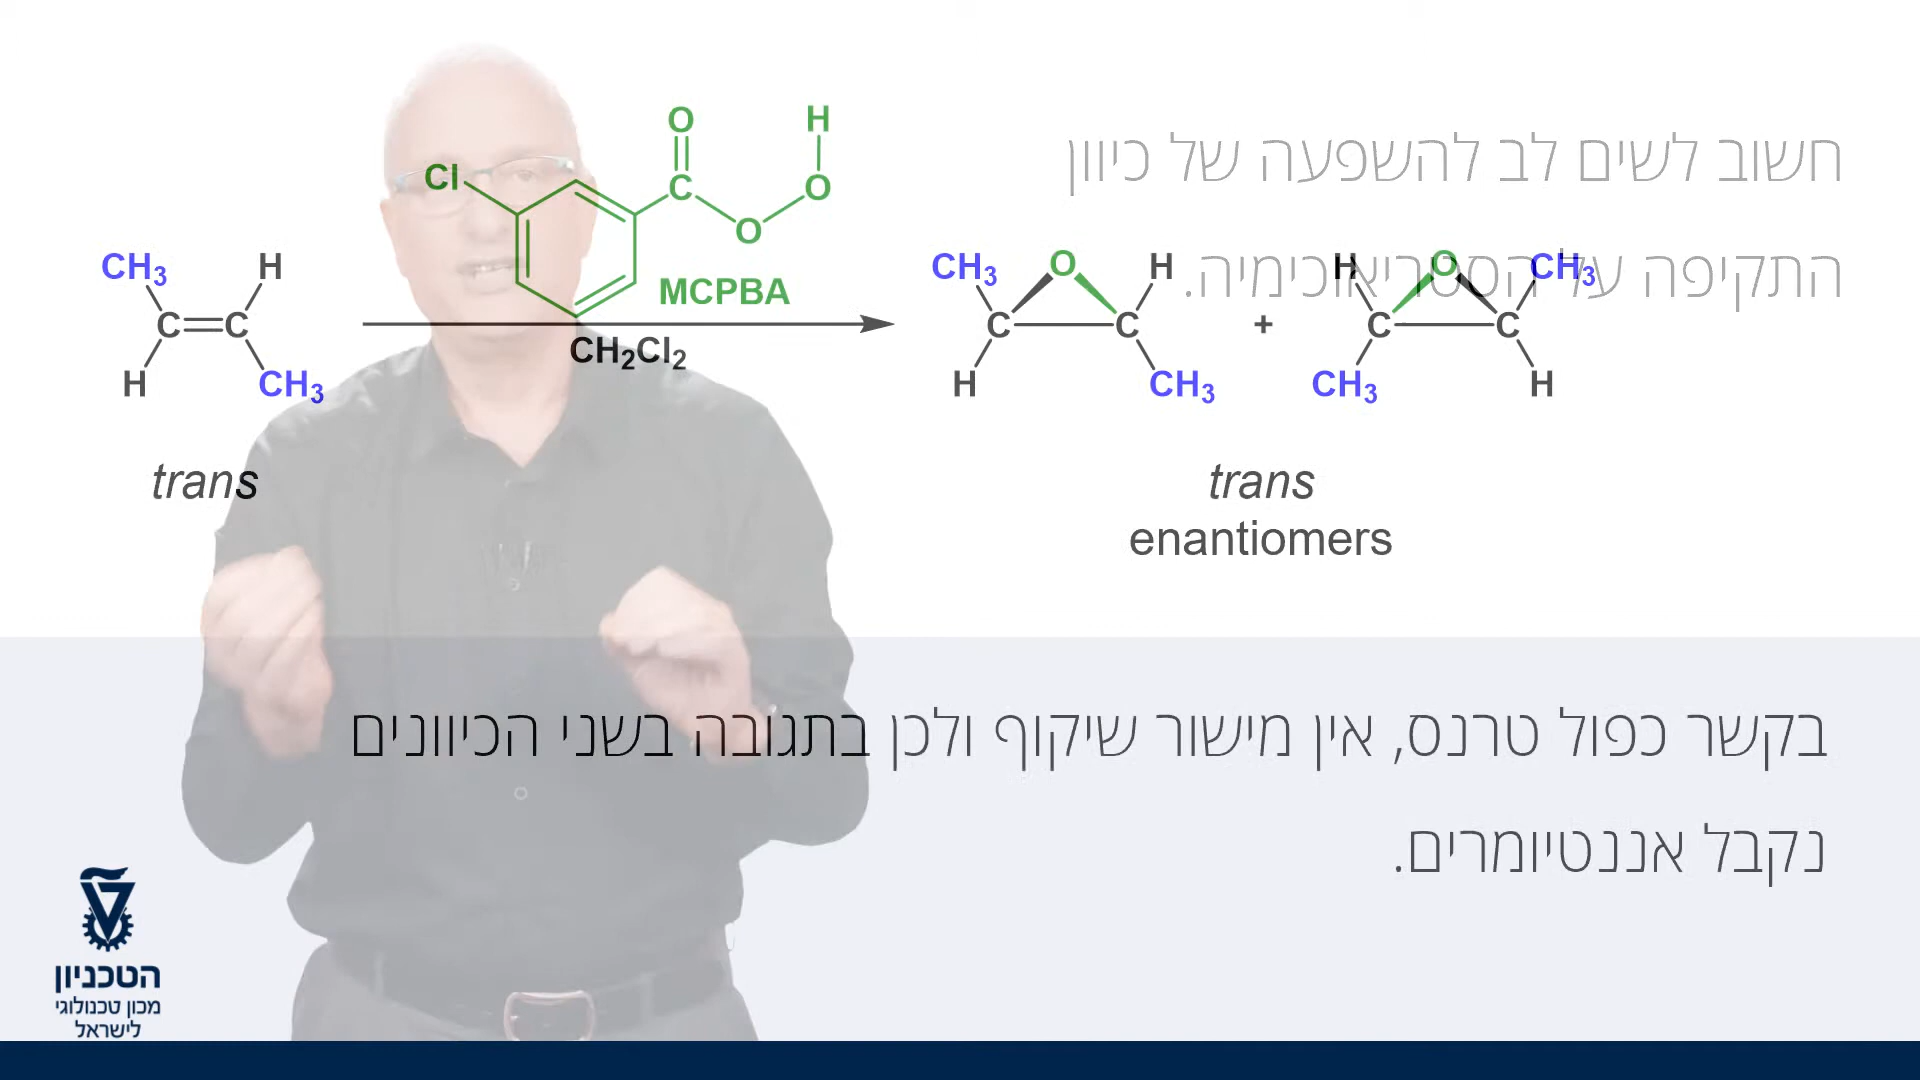 חשוב לשים לב להשפעה של כיוון
התקיפה על הסטריאוכימיה.
O
H
Cl
C
O
O
MCPBA
CH3
H
C
C
H
CH3
CH2Cl2
CH3
O
H
C
C
H
CH3
+
H
O
CH3
C
C
CH3
H
trans
trans
enantiomers
בקשר כפול טרנס, אין מישור שיקוף ולכן בתגובה בשני הכיוונים
נקבל אננטיומרים.
הטכניון
מכון טכנולוגי
לישראל